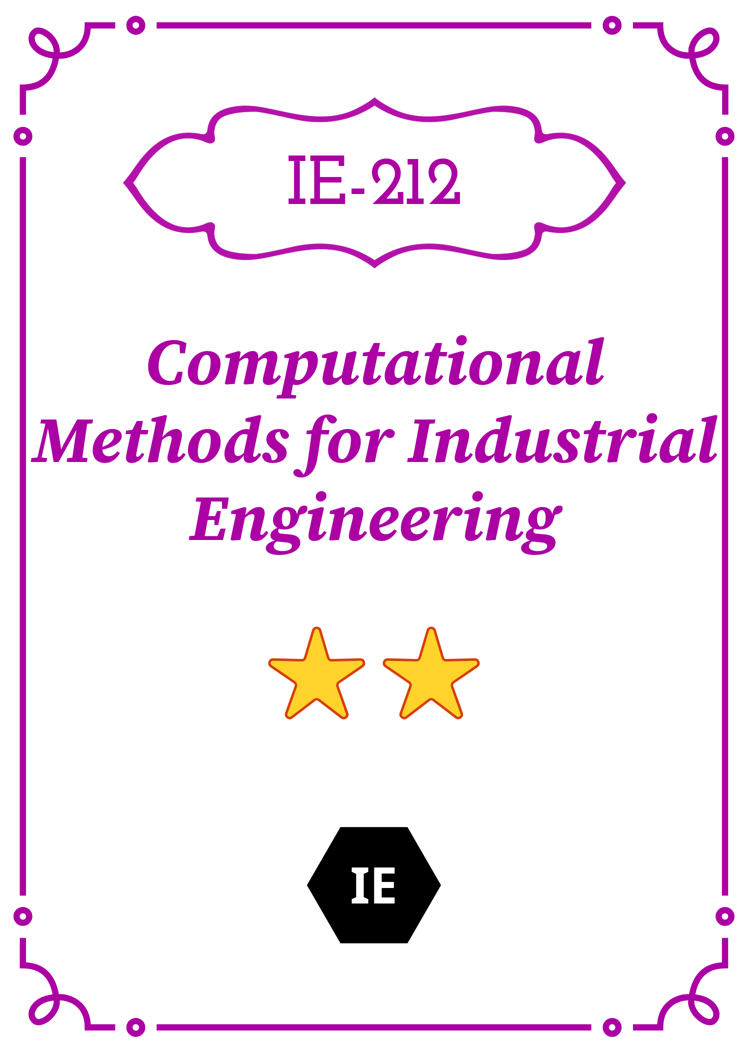 IE-212
Computational
Methods for Industrial
Engineering
IE